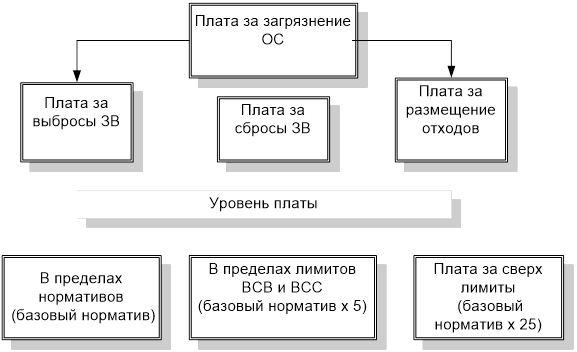 Плата за загрязнение
ОС
Плата за
выбросы ЗВ
Плата за
сбросы ЗВ
Плата за
размещение
отходов
Уровень платы
В пределах
нормативов
(базовый норматив)
В пределах лимитов
ВСВ и ВСС
(базовый норматив х 5)
Плата за сверх
лимиты
(базовый
норматив х 25)